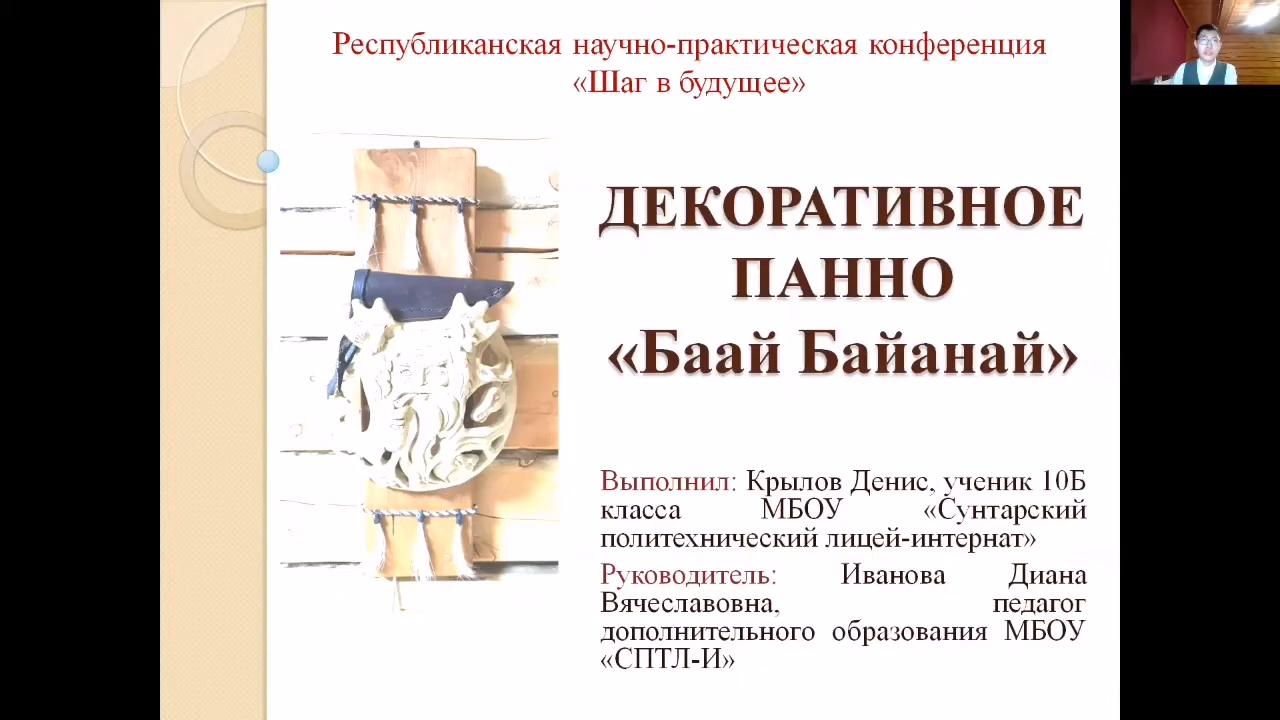 Республиканская научно-практическая конференция
«Шаг в будущее»
ДЕКОРАТИВНОЕ
ПАННО
«Баай Байанай»
Выполнил: Крылов Денис, ученик 10Б
класса МБОУ «Сунтарский
политехнический лицей-интернат»
Руководитель: Иванова Диана
Вячеславовна, педагог
дополнительного образования МБОУ
«СПТЛ-И»